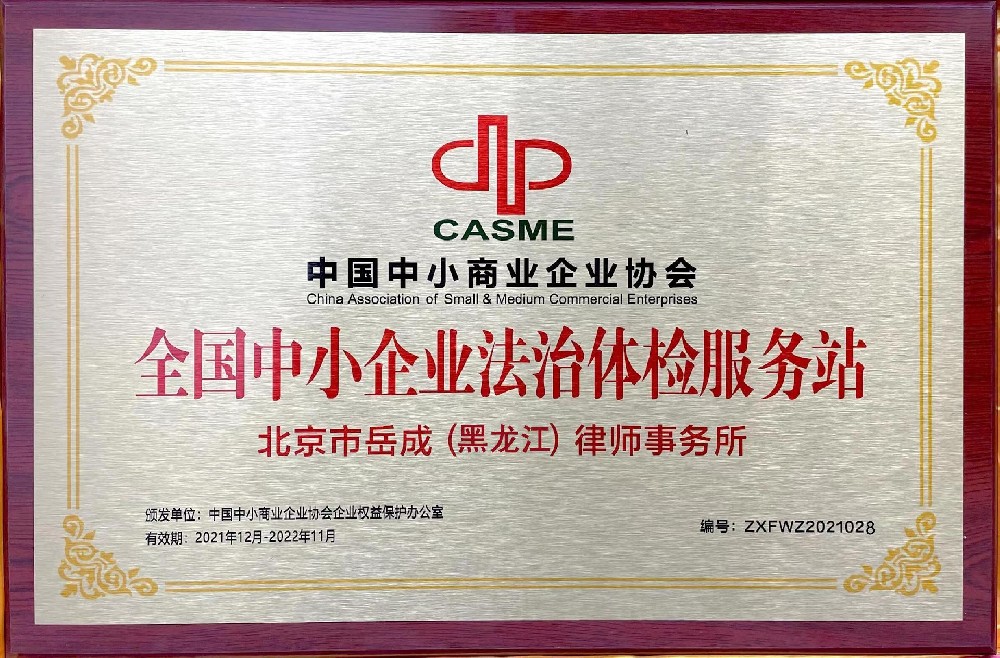 CASME
中国中小商业企业协会
China Association of Small & Medium Commercial Enterprises
全国中小企业法治体检服务站
北京市岳成（黑龙江）律师事务所
颁发单位：中国中小商业企业协会企业权益保护办公室
有效期：2021年12月-2022年11月
编号：ZXFWZ2021028